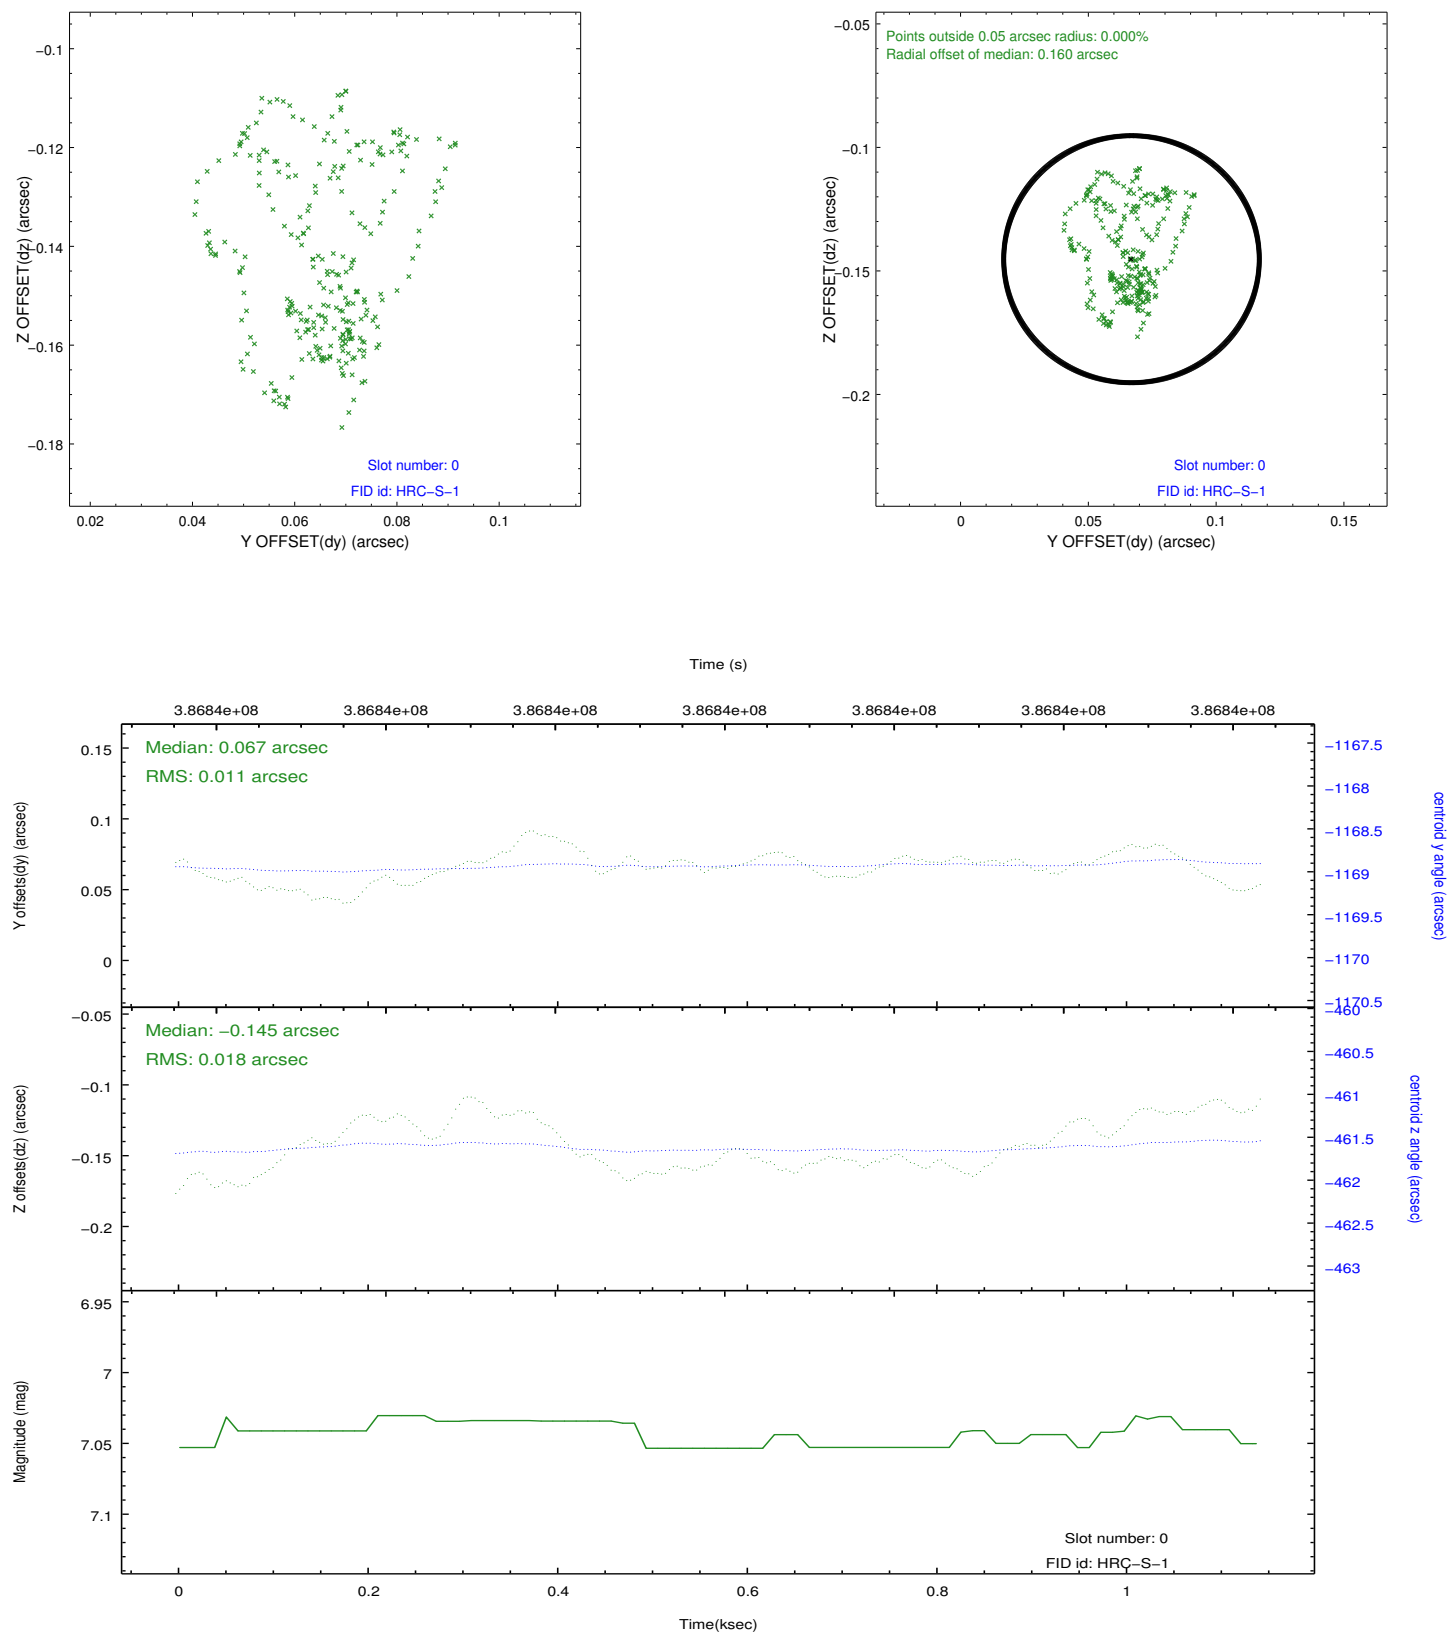 −0.1
−0.12
−0.14
−0.16
−0.18
Z OFFSET(dz) (arcsec)
Slot number: 0
FID id: HRC−S−1
0.02 0.04 0.06 0.08 0.1
Y OFFSET(dy) (arcsec)
Points outside 0.05 arcsec radius: 0.000%
Radial offset of median: 0.160 arcsec
−0.05
−0.1
−0.15
−0.2
Z OFFSET(dz) (arcsec)
Slot number: 0
FID id: HRC−S−1
0 0.05 0.1 0.15
Y OFFSET(dy) (arcsec)
Time (s)
3.8684e+08 3.8684e+08 3.8684e+08 3.8684e+08 3.8684e+08 3.8684e+08 3.8684e+08
Median: 0.067 arcsec
RMS: 0.011 arcsec
0.15
0.1
0.05
0
Y offsets(dy) (arcsec)
−1167.5
−1168
−1168.5
−1169
−1169.5
−1170
−1170.5
centroid y angle (arcsec)
Median: −0.145 arcsec
RMS: 0.018 arcsec
−0.05
−0.1
−0.15
−0.2
Z offsets(dz) (arcsec)
−460
−460.5
−461
−461.5
−462
−462.5
−463
centroid z angle (arcsec)
6.95
7
7.05
7.1
Magnitude (mag)
Slot number: 0
FID id: HRC−S−1
0 0.2 0.4 0.6 0.8 1
Time(ksec)